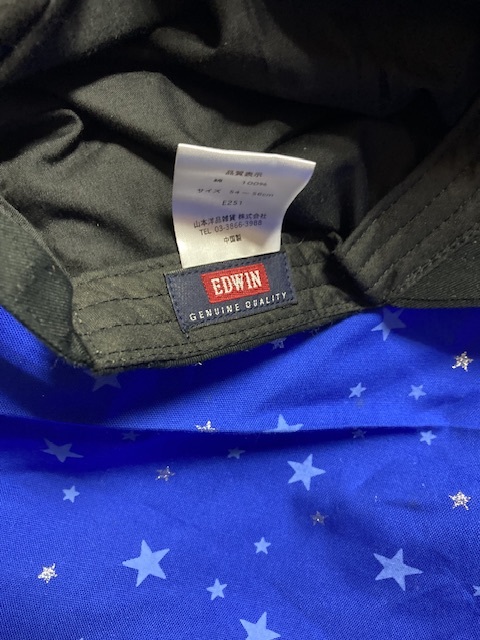 品質表示
綿 100%
サイズ 54～56cm
E251
山本洋品雑貨 株式会社
TEL 03-3866-3988
中国製
EDWIN
GENUINE QUALITY